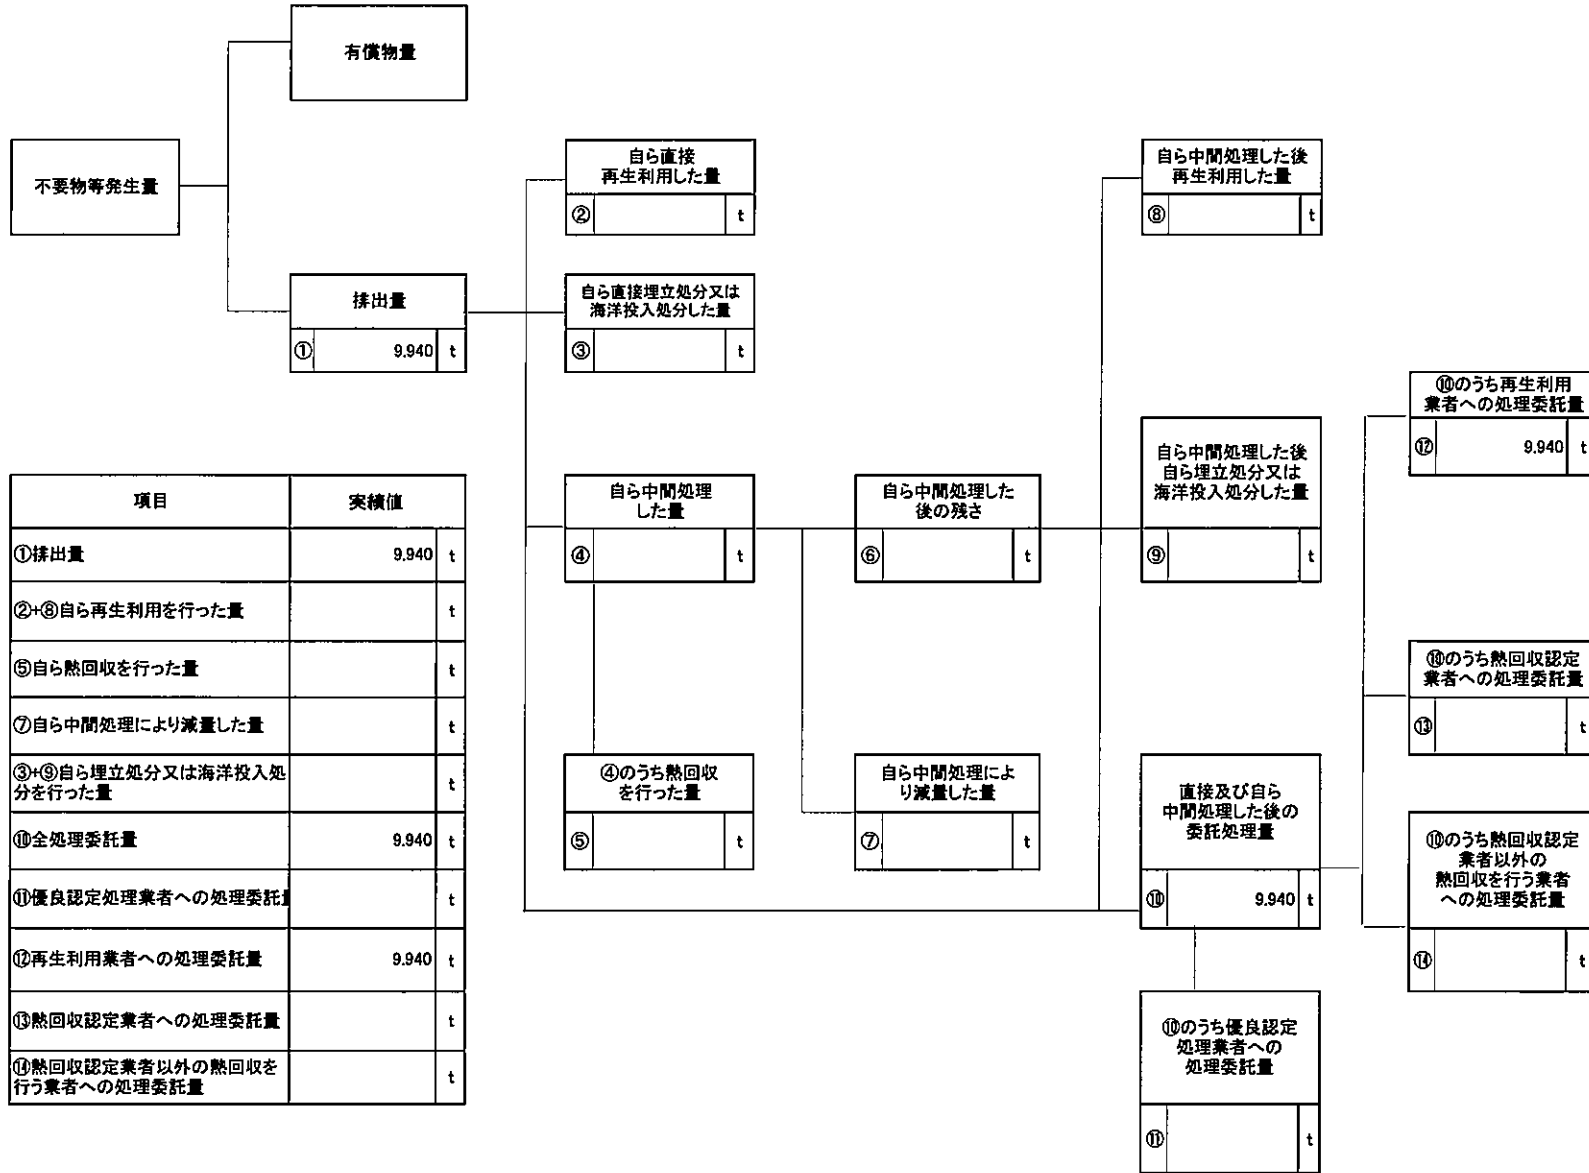 有償物量
不要物等発生量
排出量
① 9.940 t
自ら直接
再生利用した量
② t
自ら直接埋立処分又は
海洋投入処分した量
③ t
自ら中間処理
した量
④ t
④のうち熱回収
を行った量
⑤ t
自ら中間処理した
後の残さ
⑥ t
自ら中間処理によ
り減量した量
⑦ t
自ら中間処理した後
再生利用した量
⑧ t
自ら中間処理した後
自ら埋立処分又は
海洋投入処分した量
⑨ t
直接及び自ら
中間処理した後の
委託処理量
⑩ 9.940 t
⑩のうち優良認定
処理業者への
処理委託量
⑪ t
⑩のうち再生利用
業者への処理委託量
⑫ 9.940 t
⑩のうち熱回収認定
業者への処理委託量
⑬ t
⑩のうち熱回収認定
業者以外の
熱回収を行う業者
への処理委託量
⑭ t
項目 実績値
①排出量 9.940 t
②+⑧自ら再生利用を行った量 t
⑤自ら熱回収を行った量 t
⑦自ら中間処理により減量した量 t
③+⑨自ら埋立処分又は海洋投入処
分を行った量 t
⑩全処理委託量 9.940 t
⑪優良認定処理業者への処理委託 t
⑫再生利用業者への処理委託量 9.940 t
⑬熱回収認定業者への処理委託量 t
⑭熱回収認定業者以外の熱回収を
行う業者への処理委託量 t